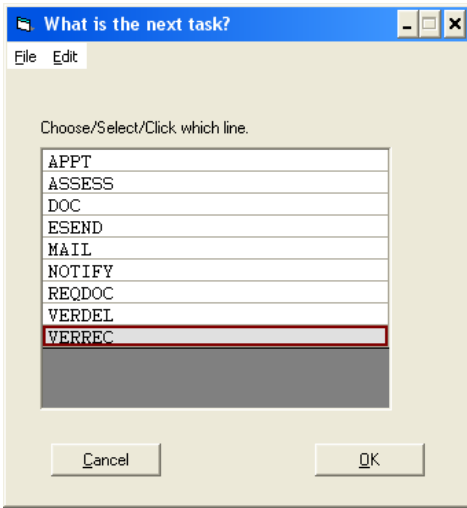 What is the next task?
File Edit
Choose/Select/Click which line.
APPT
ASSESS
DOC
ESEND
MAIL
NOTIFY
REQDOC
VERDEL
VERREC
Cancel OK